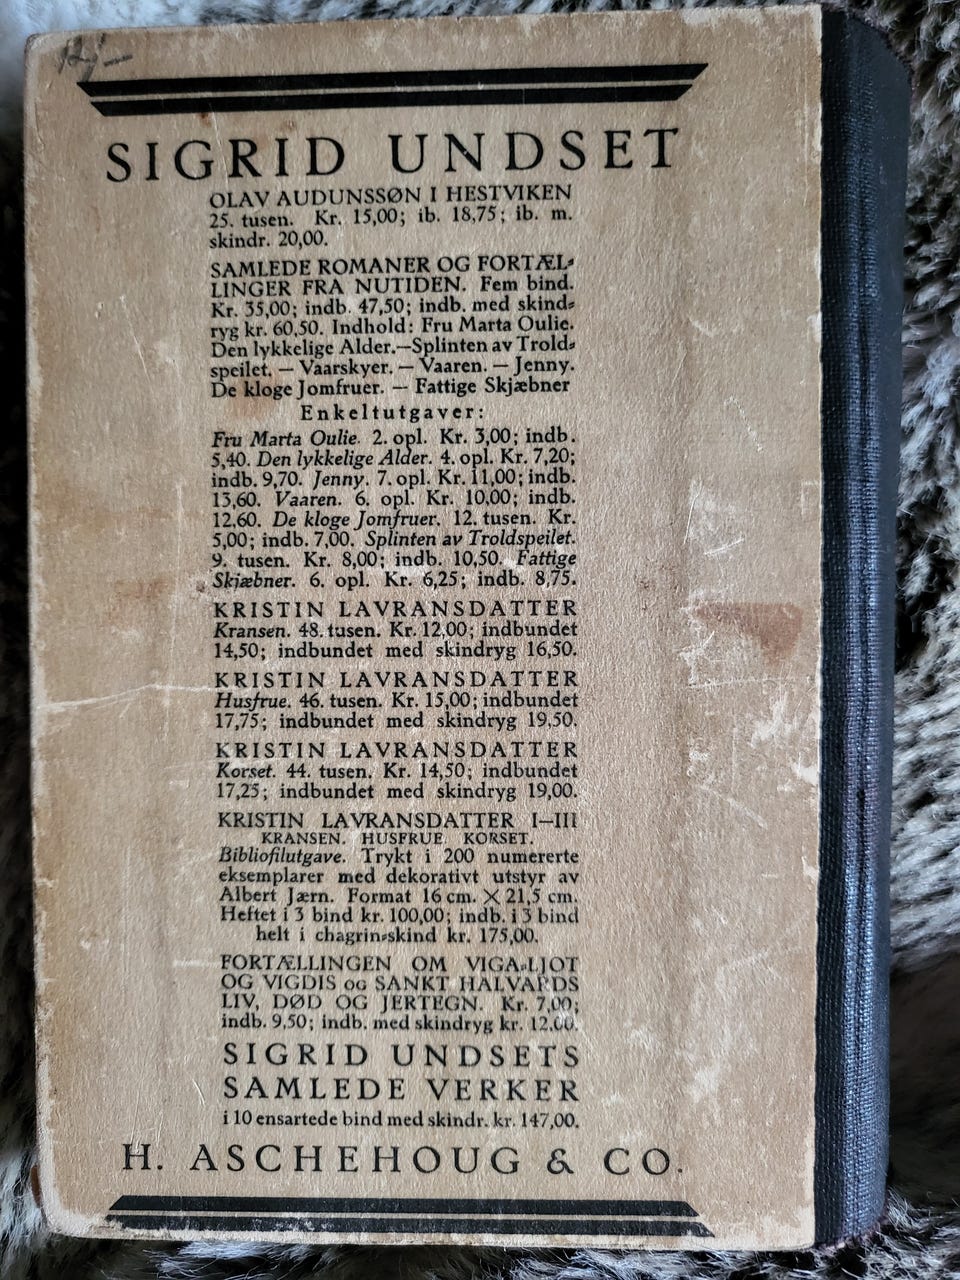 SIGRID UNDSET
OLAV AUDUNSSØN I HESTVIKEN
25. tusen. Kr. 15,00; ib. 18,75; ib. m.
skindr. 20,00.
SAMLEDE ROMANER OG FORTÆL-
LINGER FRA NUTIDEN. Fem bind.
Kr. 35,00; indb. 47,50; indb. med skind-
ryg kr. 60,50. Indhold: Fru Marta Oulie.
Den lykkelige Alder.—Splinten av Trold-
speilet. — Vaarskyer. — Vaaren. — Jenny.
De kloge Jomfruer. — Fattige Skjæbner
Enkeltutgaver:
Fru Marta Oulie. 2. opl. Kr. 3,00; indb.
5,40. Den lykkelige Alder. 4. opl. Kr. 7,20;
indb. 9,70. Jenny. 7. opl. Kr. 11,00; indb.
13,60. Vaaren. 6. opl. Kr. 10,00; indb.
12,60. De kloge Jomfruer. 12. tusen. Kr.
5,00; indb. 7,00. Splinten av Troldspeilet.
9. tusen. Kr. 8,00; indb. 10,50. Fattige
Skjæbner. 6. opl. Kr. 6,25; indb. 8,75.
KRISTIN LAVRANSDATTER
Kransen. 48. tusen. Kr. 12,00; indbundet
14,50; indbundet med skindryg 16,50.
KRISTIN LAVRANSDATTER
Husfrue. 46. tusen. Kr. 15,00; indbundet
17,75; indbundet med skindryg 19,50.
KRISTIN LAVRANSDATTER
Korset. 44. tusen. Kr. 14,50; indbundet
17,25; indbundet med skindryg 19,00.
KRISTIN LAVRANSDATTER I—III
KRANSEN. HUSFRUE. KORSET.
Bibliofilutgave. Trykt i 200 numererte
eksemplarer med dekorativt utstyr av
Albert Jærn. Format 16 cm. × 21,5 cm.
Heftet i 3 bind kr. 100,00; indb. i 3 bind
helt i chagrin-skind kr. 175,00.
FORTÆLLINGEN OM VIGA-LJOT
OG VIGDIS OG SANKT HALVARDS
LIV, DØD OG JERTEGN. Kr. 7,00;
indb. 9,50; indb. med skindryg kr. 12,00.
SIGRID UNDSETS
SAMLEDE VERKER
i 10 ensartede bind med skindr. kr. 147,00.
H. ASCHEHOUG & CO.